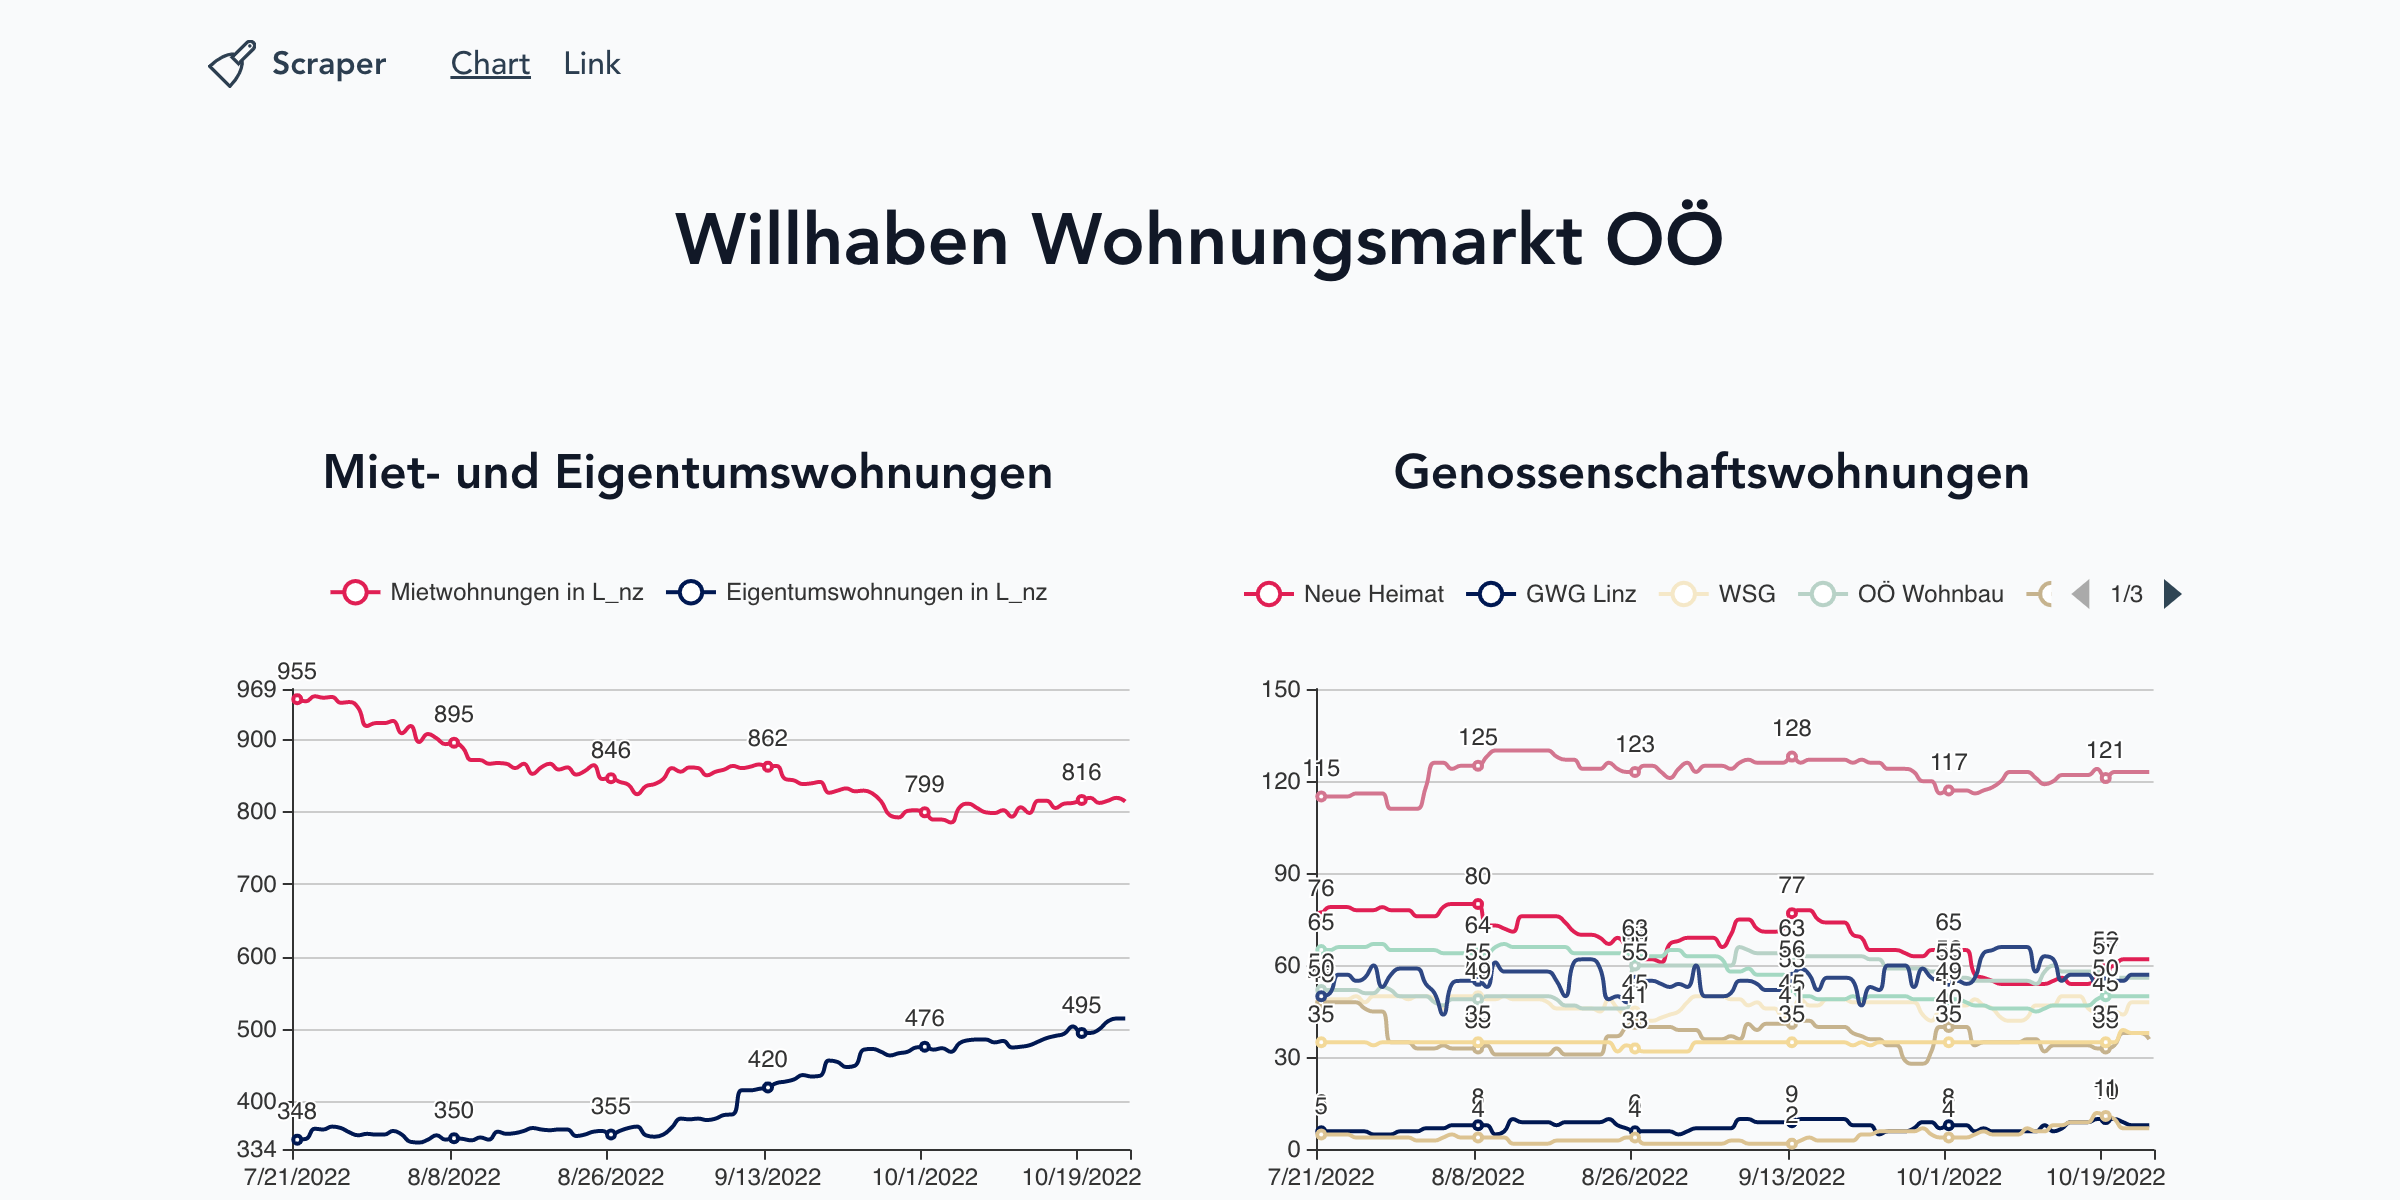 Scraper Chart Link
Willhaben Wohnungsmarkt OÖ
Miet- und Eigentumswohnungen
Mietwohnungen in L_nz Eigentumswohnungen in L_nz
955
969
895
900
862
846
816
799
800
700
600
495
500
476
420
400
348 350 355
334
7/21/2022 8/8/2022 8/26/2022 9/13/2022 10/1/2022 10/19/2022
Genossenschaftswohnungen
Neue Heimat GWG Linz WSG OÖ Wohnbau 1/3
150
128
125 123 121
117
115
120
90
76 80 77
65 64 63 63 65
57
60
55 55 56 55
50 49 49 50
45 45 45
41 41 40
35 35 33 35 35 35
30
11
8 6 9 8
5 4 4 2 4
0
7/21/2022 8/8/2022 8/26/2022 9/13/2022 10/1/2022 10/19/2022